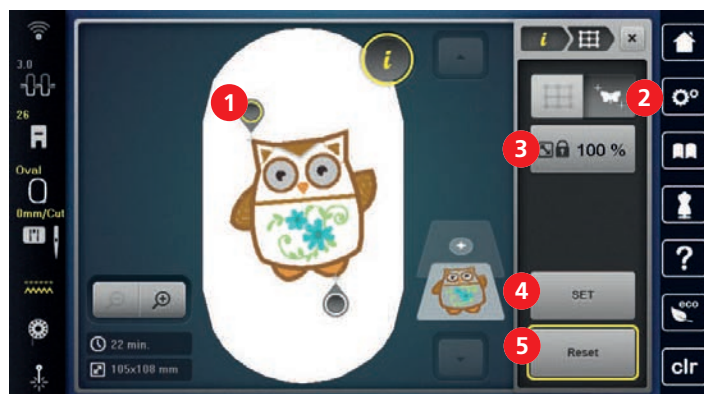 3.0
26
Oval
0mm/Cut
1
i
i
×
2
3
100 %
4
SET
5
Reset
22 min.
105x108 mm
?
eco
clr